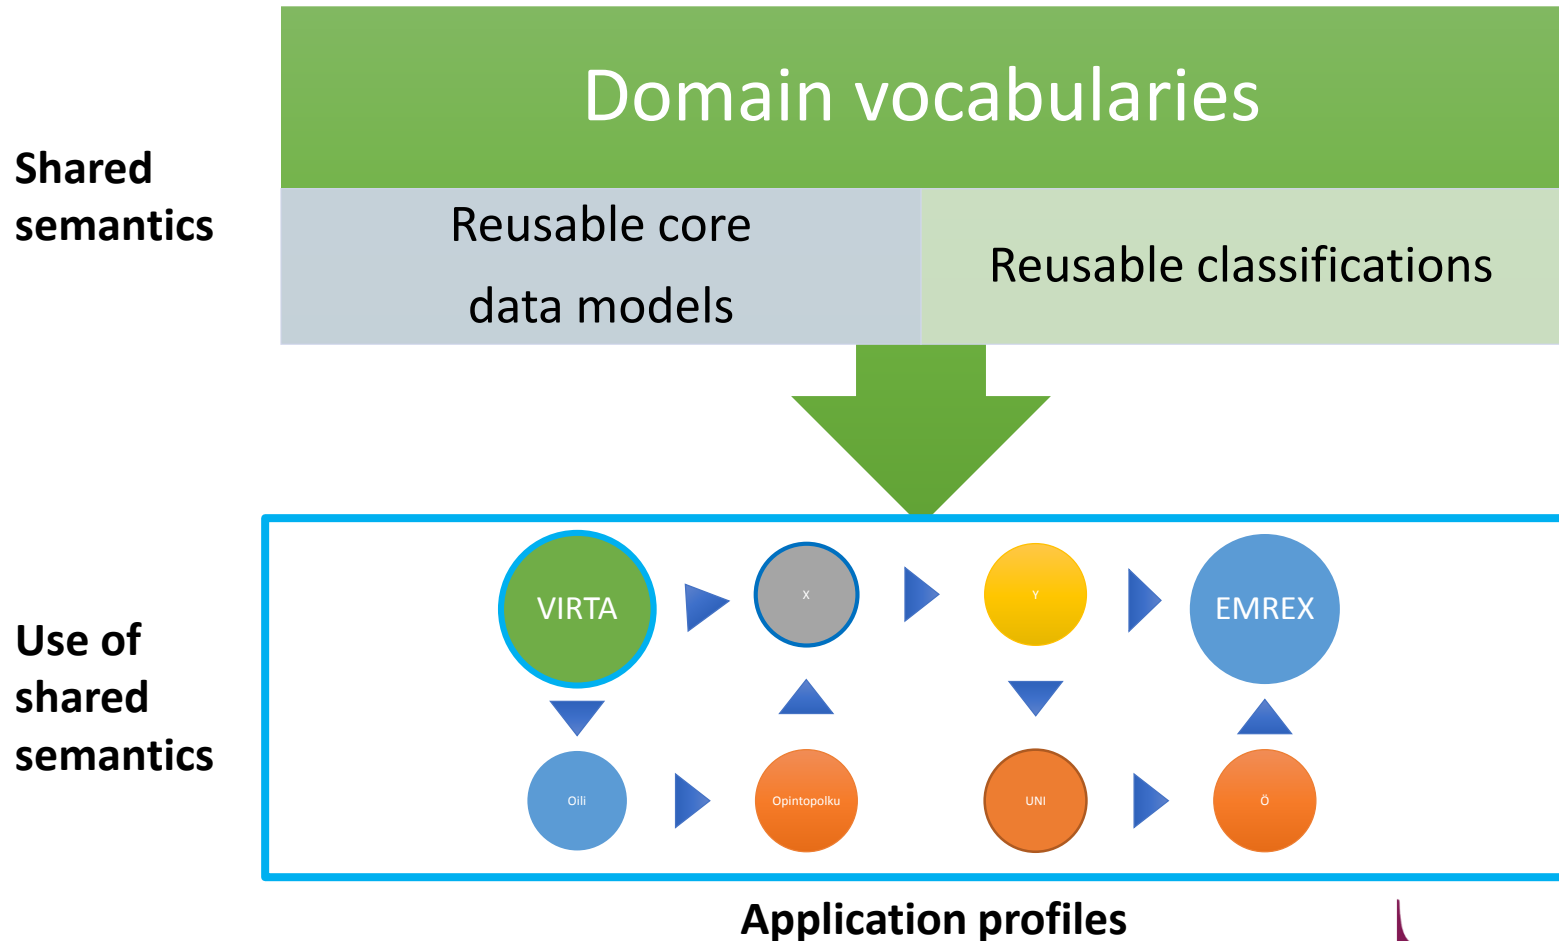 Domain vocabularies
Shared
semantics
Reusable core
data models
Reusable classifications
VIRTA
X
Y
EMREX
Use of
shared
semantics
Oili
Opintopolku
UNI
Ö
Application profiles